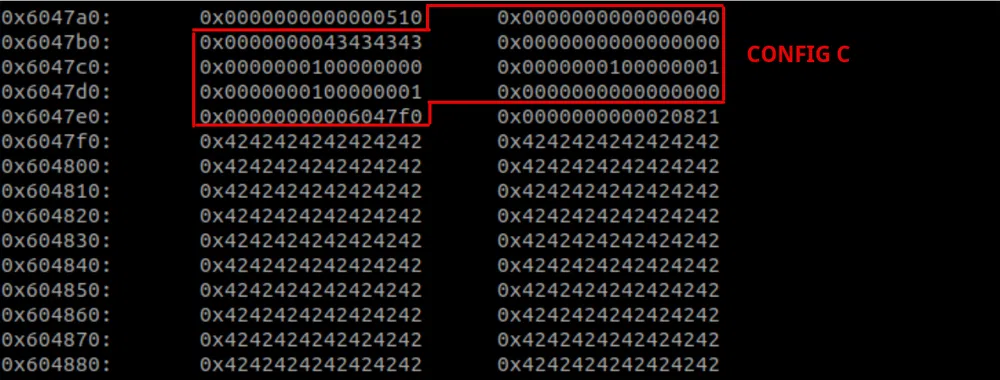 0x6047a0: 0x0000000000000510 0x0000000000000040
0x6047b0: 0x0000000043434343 0x0000000000000000
0x6047c0: 0x0000000100000000 0x0000000100000001
0x6047d0: 0x0000000100000001 0x0000000000000000
0x6047e0: 0x00000000006047f0 0x0000000000020821
0x6047f0: 0x4242424242424242 0x4242424242424242
0x604800: 0x4242424242424242 0x4242424242424242
0x604810: 0x4242424242424242 0x4242424242424242
0x604820: 0x4242424242424242 0x4242424242424242
0x604830: 0x4242424242424242 0x4242424242424242
0x604840: 0x4242424242424242 0x4242424242424242
0x604850: 0x4242424242424242 0x4242424242424242
0x604860: 0x4242424242424242 0x4242424242424242
0x604870: 0x4242424242424242 0x4242424242424242
0x604880: 0x4242424242424242 0x4242424242424242
CONFIG C